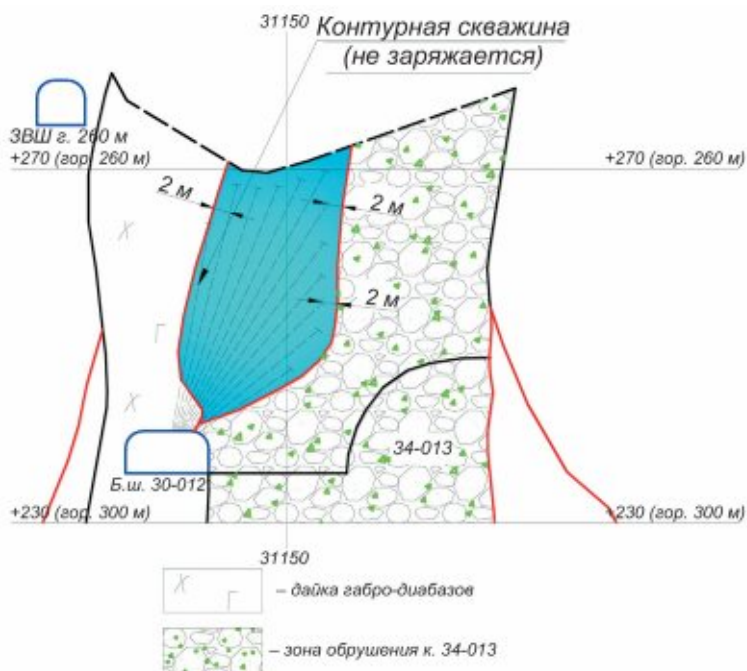 31150
Контурная скважина
(не заряжается)
ЗВШ г. 260 м
+270 (гор. 260 м)
+270 (гор. 260 м)
2 м
2 м
Х
2 м
Г
Х
34-013
Б.ш. 30-012
+230 (гор. 300 м)
+230 (гор. 300 м)
31150
Х Г – дайка габро-диабазов
– зона обрушения к. 34-013